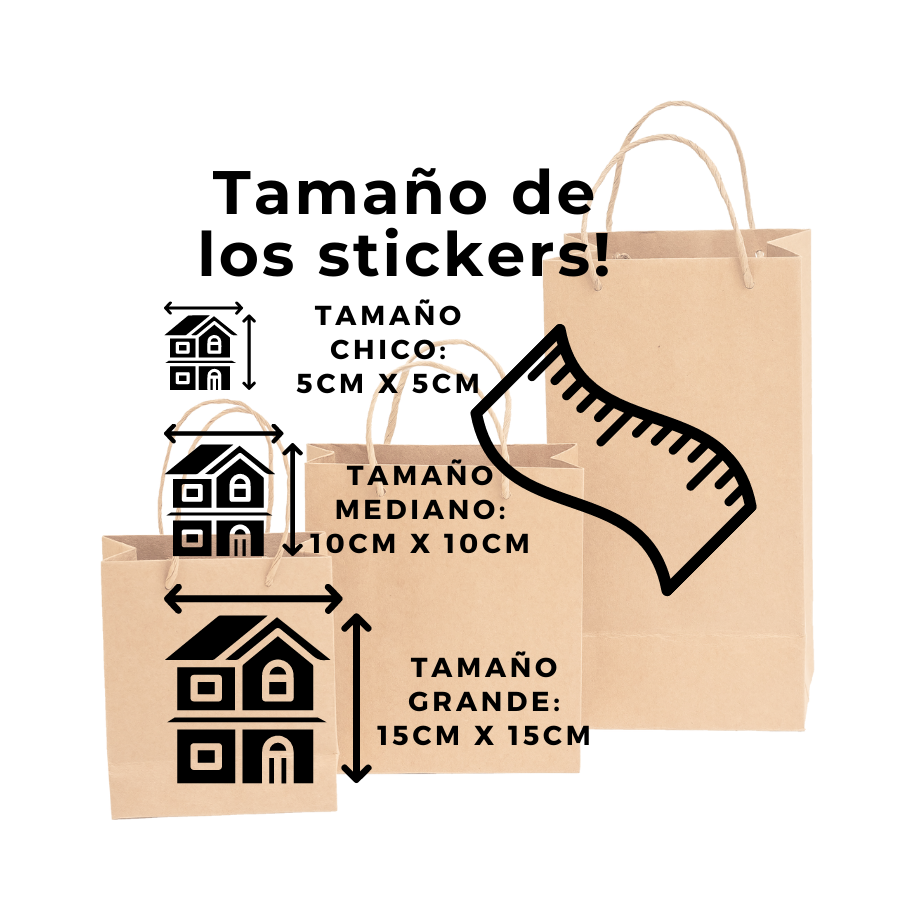 Tamaño de
los stickers!
TAMAÑO
CHICO:
5CM X 5CM
TAMAÑO
MEDIANO:
10CM X 10CM
TAMAÑO
GRANDE:
15CM X 15CM